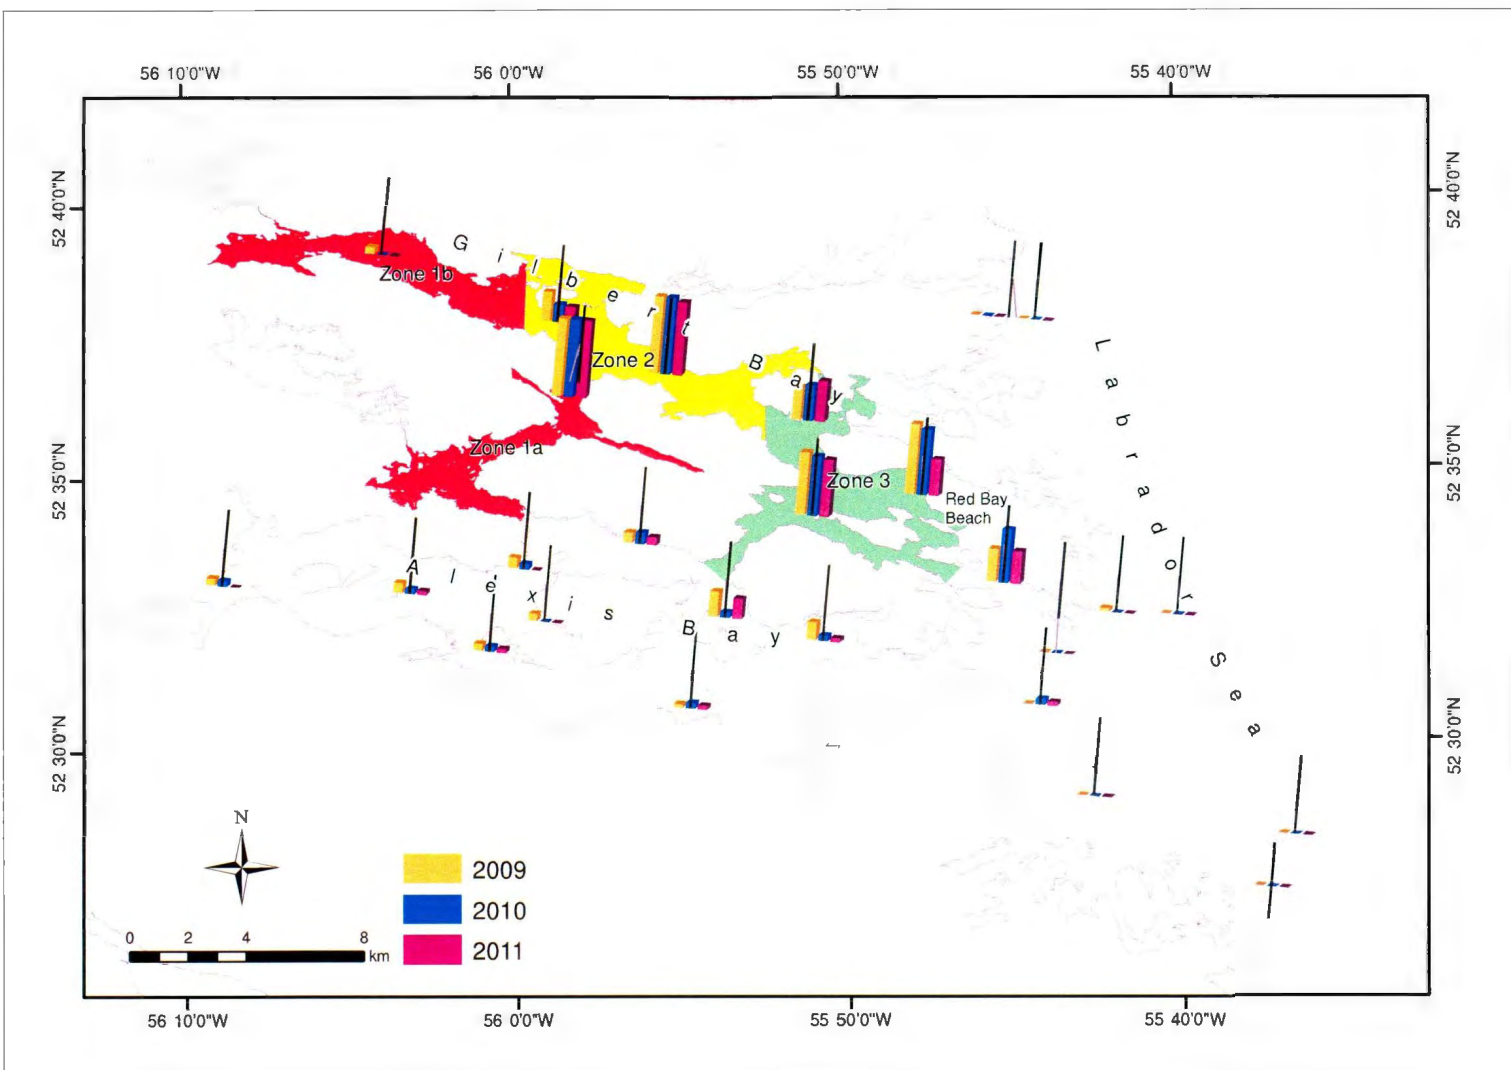 56 10'0"W 56 0'0"W 55 50'0"W 55 40'0"W
52 40'0"N
52 40'0"N
Gilbert Bay
Zone 1b
Zone 2
Labrador Sea
Zone 1a
52 35'0"N
52 35'0"N
Zone 3
Red Bay
Beach
Alexis Bay
52 30'0"N
52 30'0"N
N
2009
2010
2011
0 2 4 8
km
56 10'0"W 56 0'0"W 55 50'0"W 55 40'0"W